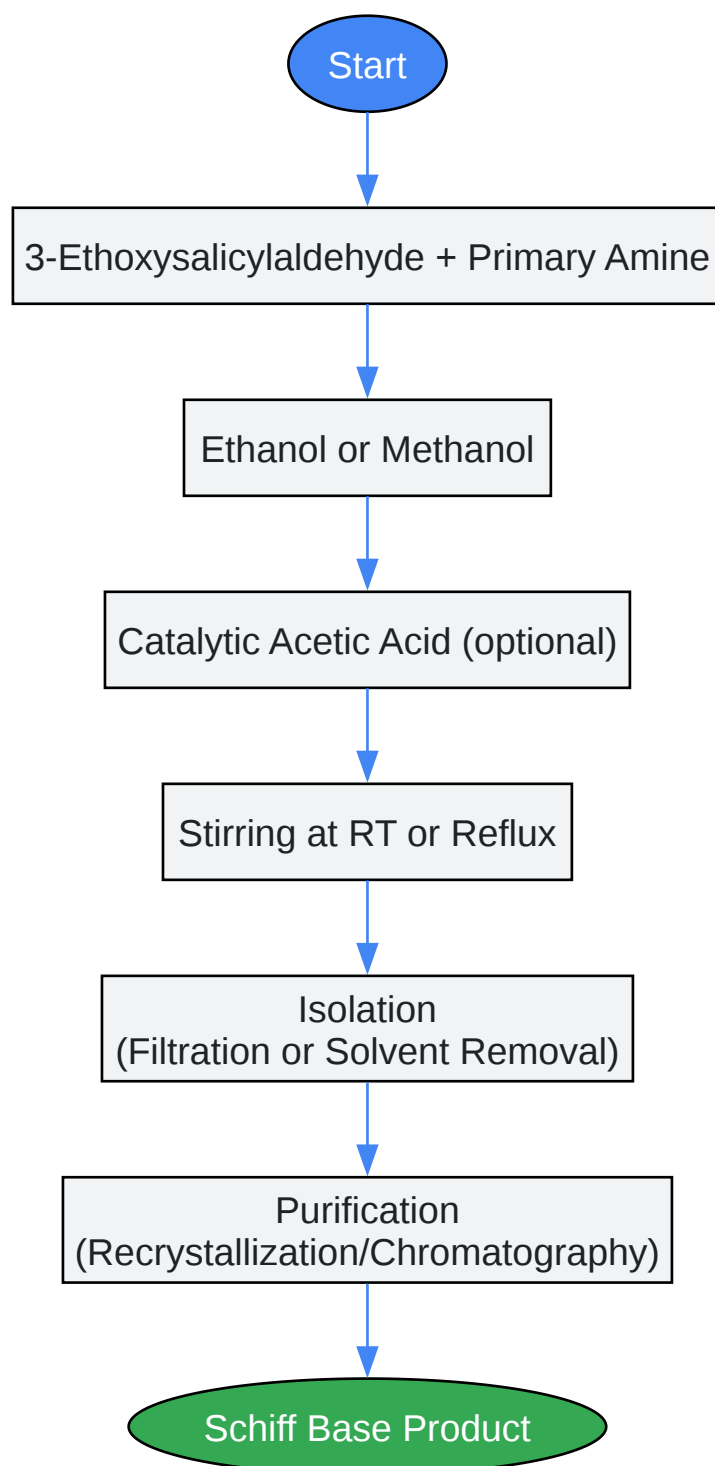 Start
3-Ethoxysalicylaldehyde + Primary Amine
Ethanol or Methanol
Catalytic Acetic Acid (optional)
Stirring at RT or Reflux
Isolation
(Filtration or Solvent Removal)
Purification
(Recrystallization/Chromatography)
Schiff Base Product